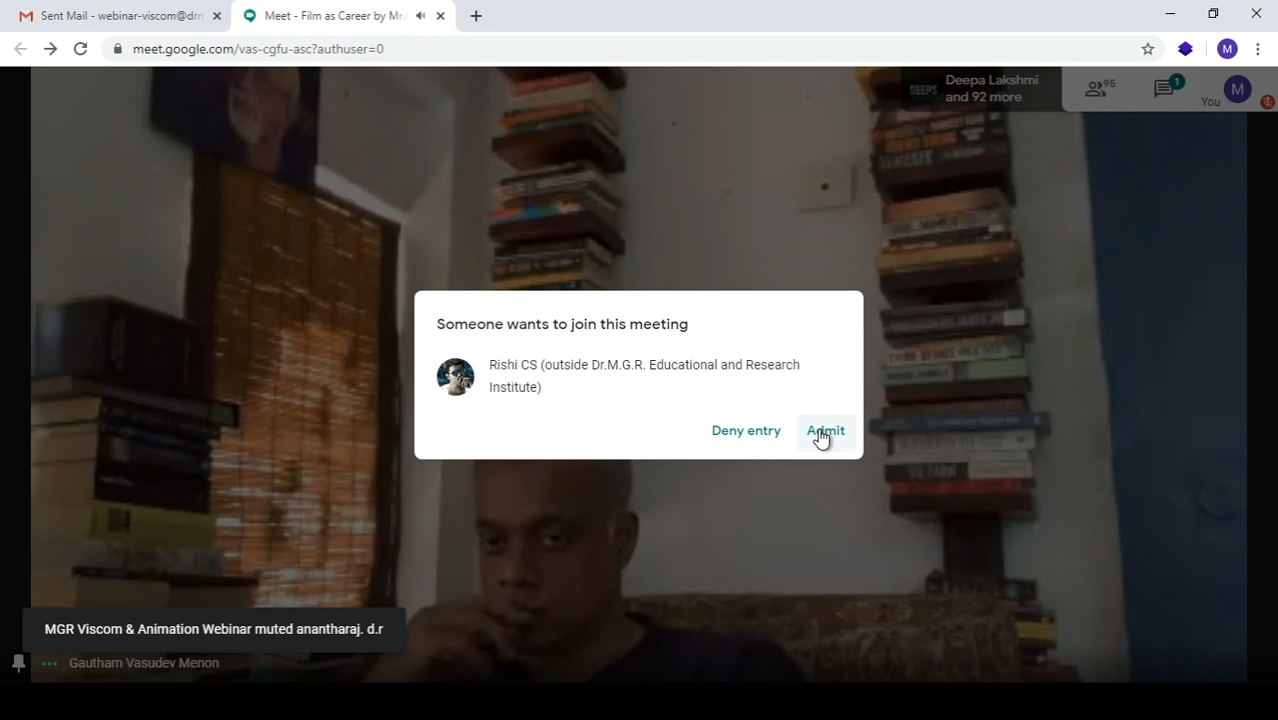 Sent Mail - webinar-viscom@drn
Meet - Film as Career by Mr.
meet.google.com/vas-cgfu-asc?authuser=0
M
Deepa Lakshmi
and 92 more
DEEPS
95
1
You
M
Someone wants to join this meeting
Rishi CS (outside Dr.M.G.R. Educational and Research
Institute)
Deny entry
Admit
MGR Viscom & Animation Webinar muted anantharaj. d.r
Gautham Vasudev Menon